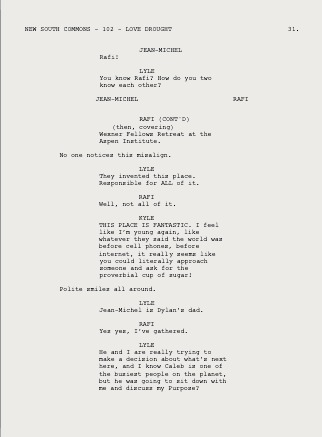 NEW SOUTH COMMONS - 102 - LOVE DROUGHT 31.
JEAN-MICHEL
Rafi!
LYLE
You know Rafi? How do you two
know each other?
JEAN-MICHEL RAFI
RAFI (CONT'D)
(then, covering)
Wexner Fellows Retreat at the
Aspen Institute.
No one notices this misalign.
LYLE
They invented this place.
Responsible for ALL of it.
RAFI
Well, not all of it.
KYLE
THIS PLACE IS FANTASTIC. I feel
like I'm young again, like
whatever they said the world was
before cell phones, before
internet, it really seems like
you could literally approach
someone and ask for the
proverbial cup of sugar!
Polite smiles all around.
LYLE
Jean-Michel is Dylan's dad.
RAFI
Yes yes, I've gathered.
LYLE
He and I are really trying to
make a decision about what's next
here, and I know Caleb is one of
the busiest people on the planet,
but he was going to sit down with
me and discuss my Purpose?